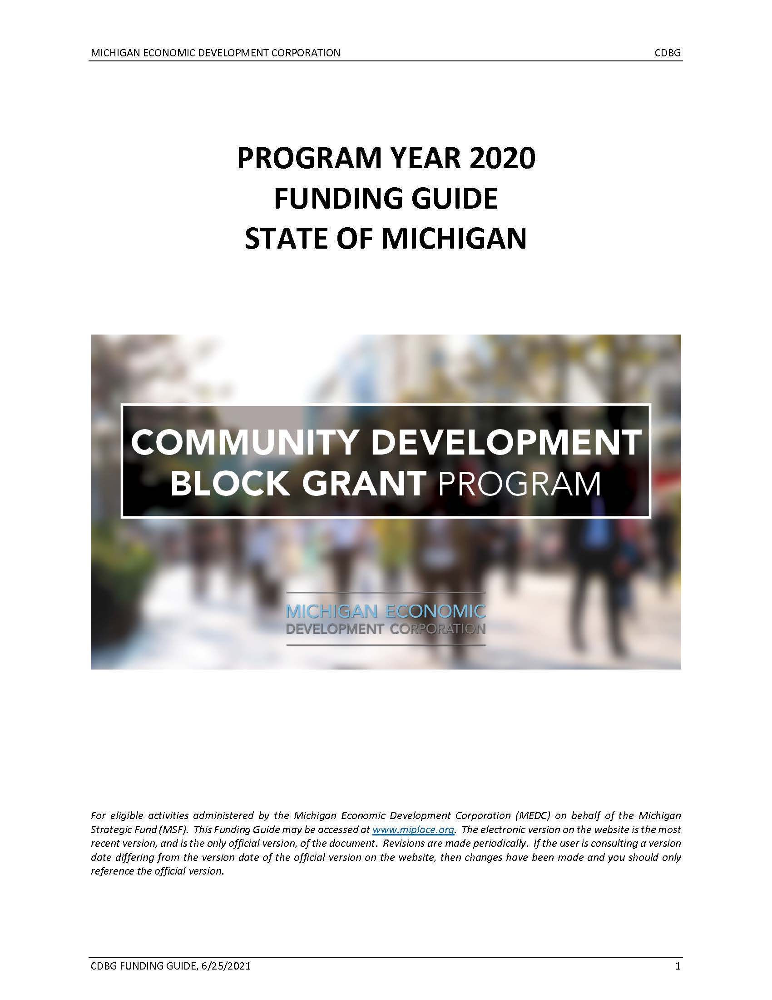 MICHIGAN ECONOMIC DEVELOPMENT CORPORATION CDBG
PROGRAM YEAR 2020
FUNDING GUIDE
STATE OF MICHIGAN
COMMUNITY DEVELOPMENT
BLOCK GRANT PROGRAM
MICHIGAN ECONOMIC
DEVELOPMENT CORPORATION
For eligible activities administered by the Michigan Economic Development Corporation (MEDC) on behalf of the Michigan
Strategic Fund (MSF). This Funding Guide may be accessed at www.miplace.org. The electronic version on the website is the most
recent version, and is the only official version, of the document. Revisions are made periodically. If the user is consulting a version
date differing from the version date of the official version on the website, then changes have been made and you should only
reference the official version.
CDBG FUNDING GUIDE, 6/25/2021 1